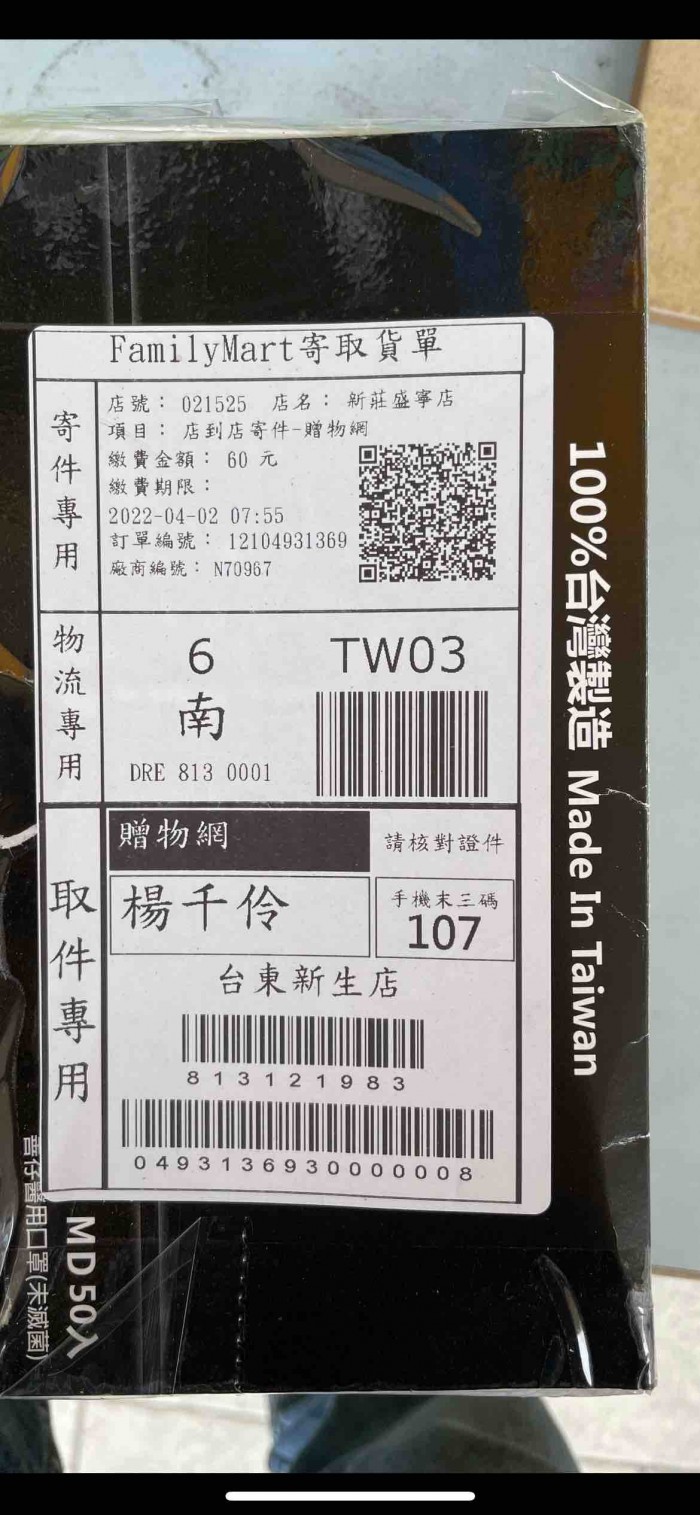 FamilyMart寄取貨單
寄件專用
店號： 021525 店名： 新莊盛寧店
項目： 店到店寄件-贈物網
繳費金額： 60 元
繳費期限：
2022-04-02 07:55
訂單編號： 12104931369
廠商編號： N70967
物流專用
6
TW03
南
DRE 813 0001
取件專用
贈物網
請核對證件
楊千伶
手機末三碼
107
台東新生店
813121983
0493136930000008
100%台灣製造 Made In Taiwan
MD 50入
普仔醫用口罩(未滅菌)